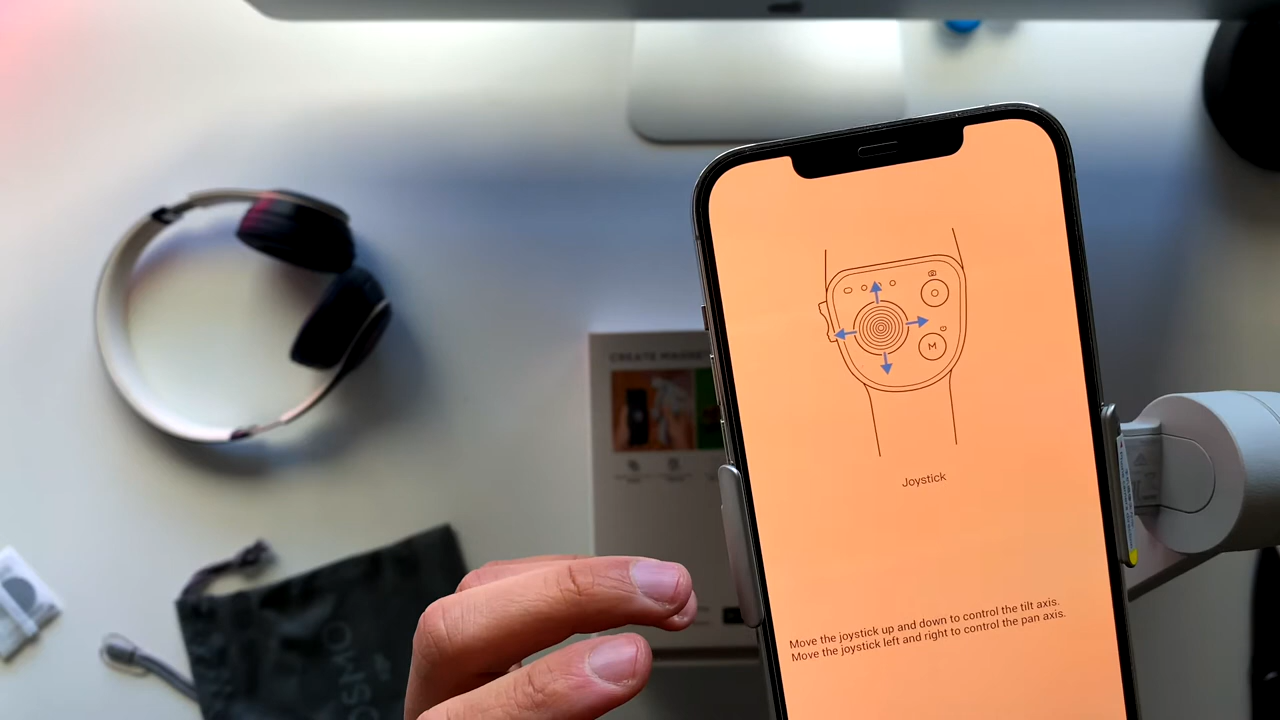 CREATE MAGIC
M
Joystick
Move the joystick up and down to control the tilt axis.
Move the joystick left and right to control the pan axis.
OSMO